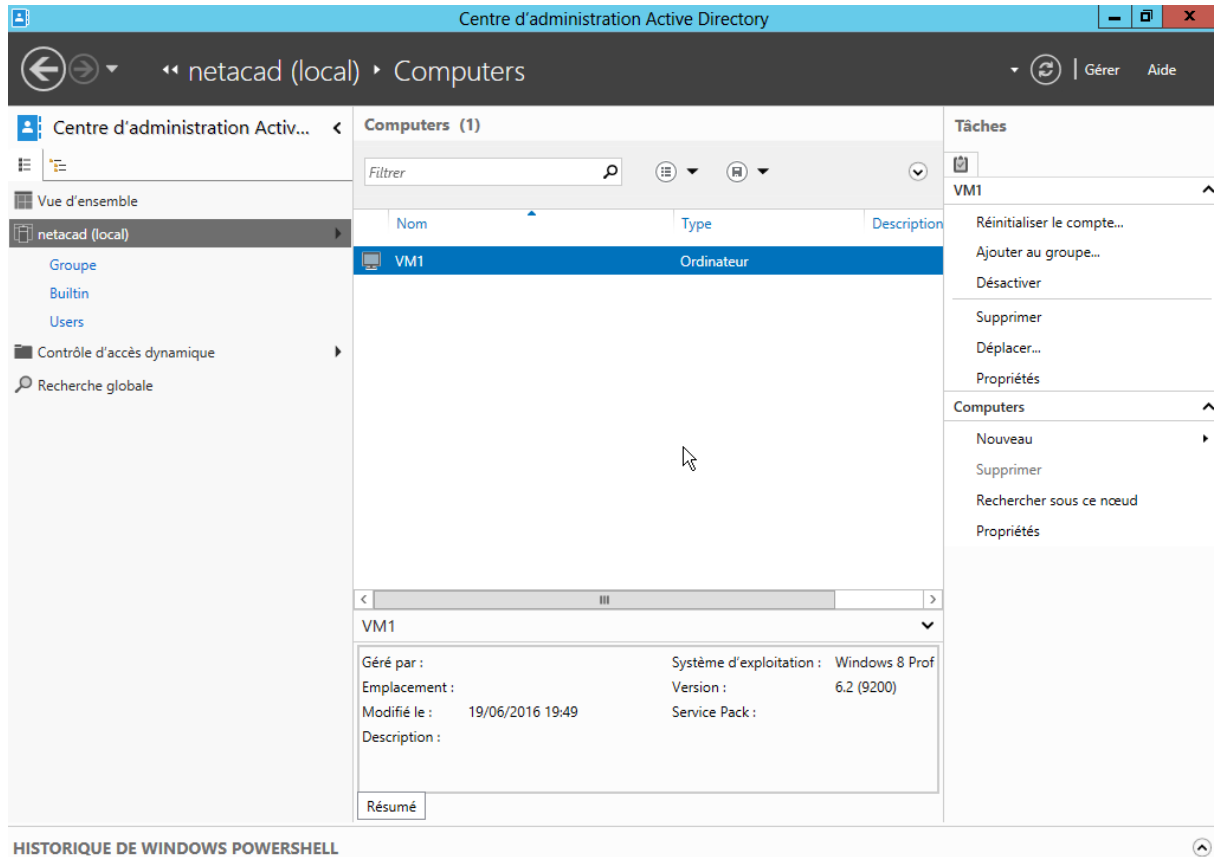 Centre d'administration Active Directory
netacad (local) Computers
Gérer Aide
Centre d'administration Activ...
Vue d'ensemble
netacad (local)
Groupe
Builtin
Users
Contrôle d'accès dynamique
Recherche globale
Computers (1)
Filtrer
Nom Type Description
VM1 Ordinateur
VM1
Géré par : Système d'exploitation : Windows 8 Prof
Emplacement : Version : 6.2 (9200)
Modifié le : 19/06/2016 19:49 Service Pack :
Description :
Résumé
Tâches
VM1
Réinitialiser le compte...
Ajouter au groupe...
Désactiver
Supprimer
Déplacer...
Propriétés
Computers
Nouveau
Supprimer
Rechercher sous ce nœud
Propriétés
HISTORIQUE DE WINDOWS POWERSHELL